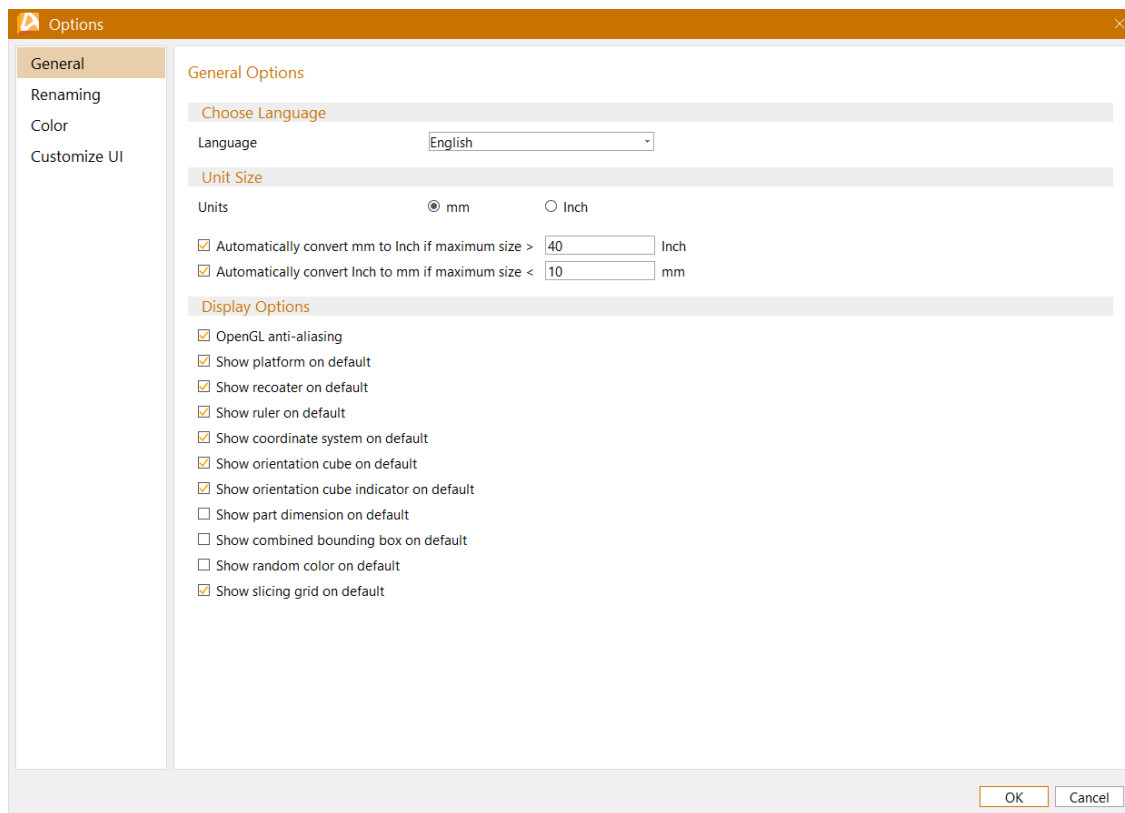 Options
General
Renaming
Color
Customize UI
General Options
Choose Language
Language English
Unit Size
Units mm Inch
Automatically convert mm to Inch if maximum size > 40 Inch
Automatically convert Inch to mm if maximum size < 10 mm
Display Options
OpenGL anti-aliasing
Show platform on default
Show recoater on default
Show ruler on default
Show coordinate system on default
Show orientation cube on default
Show orientation cube indicator on default
Show part dimension on default
Show combined bounding box on default
Show random color on default
Show slicing grid on default
OK Cancel